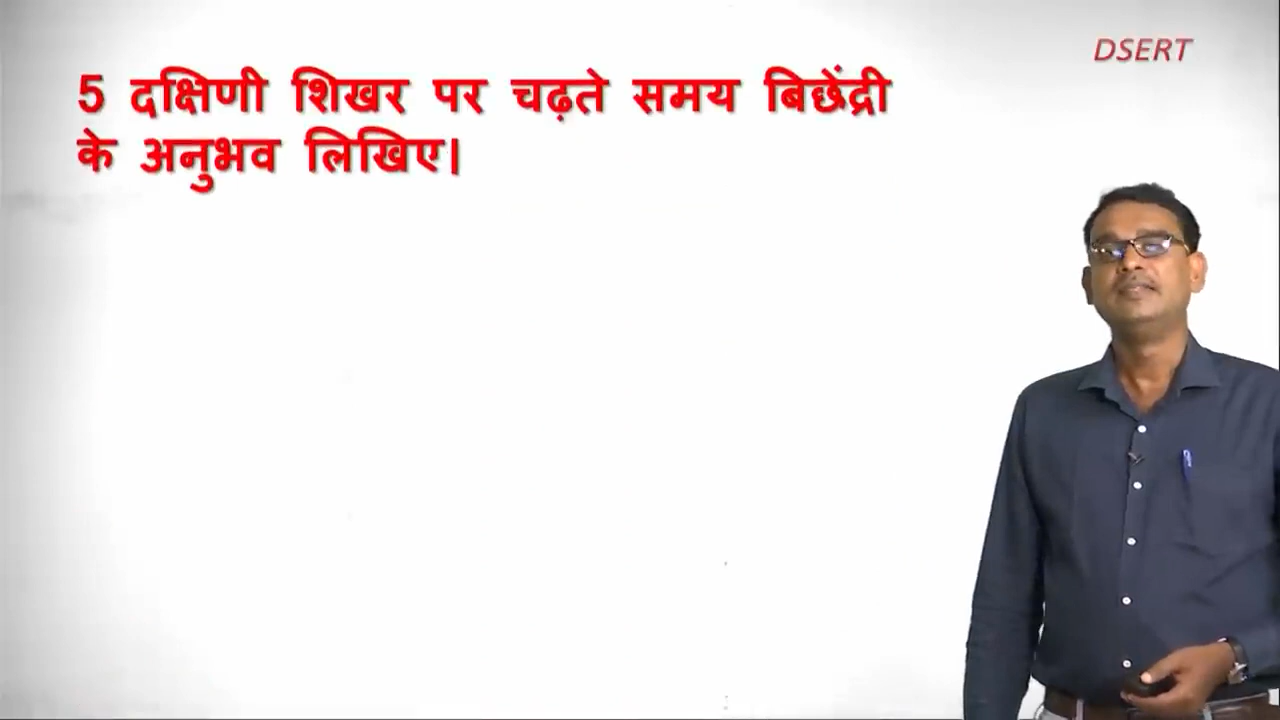 DSERT
5 दक्षिणी शिखर पर चढ़ते समय बिछेंद्री
के अनुभव लिखिए।